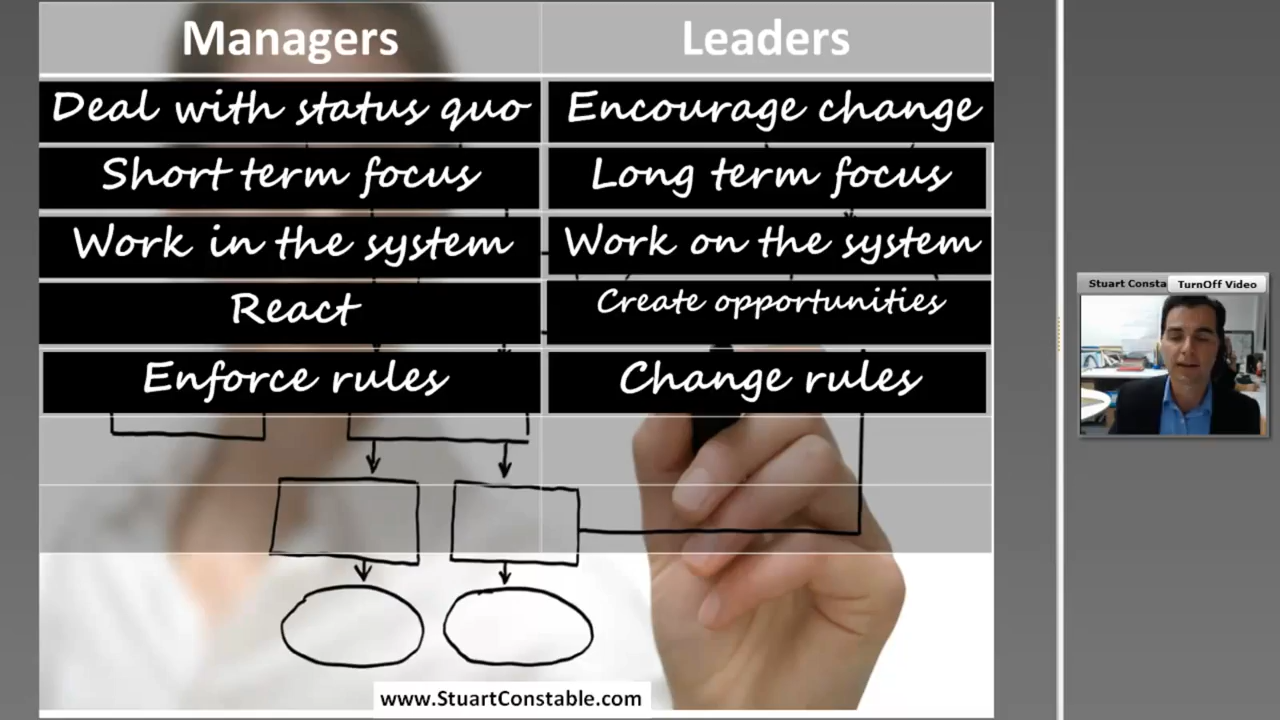 Managers Leaders
Deal with status quo Encourage change
Short term focus Long term focus
Work in the system Work on the system
React Create opportunities
Enforce rules Change rules
www.StuartConstable.com
Stuart Consta TurnOff Video